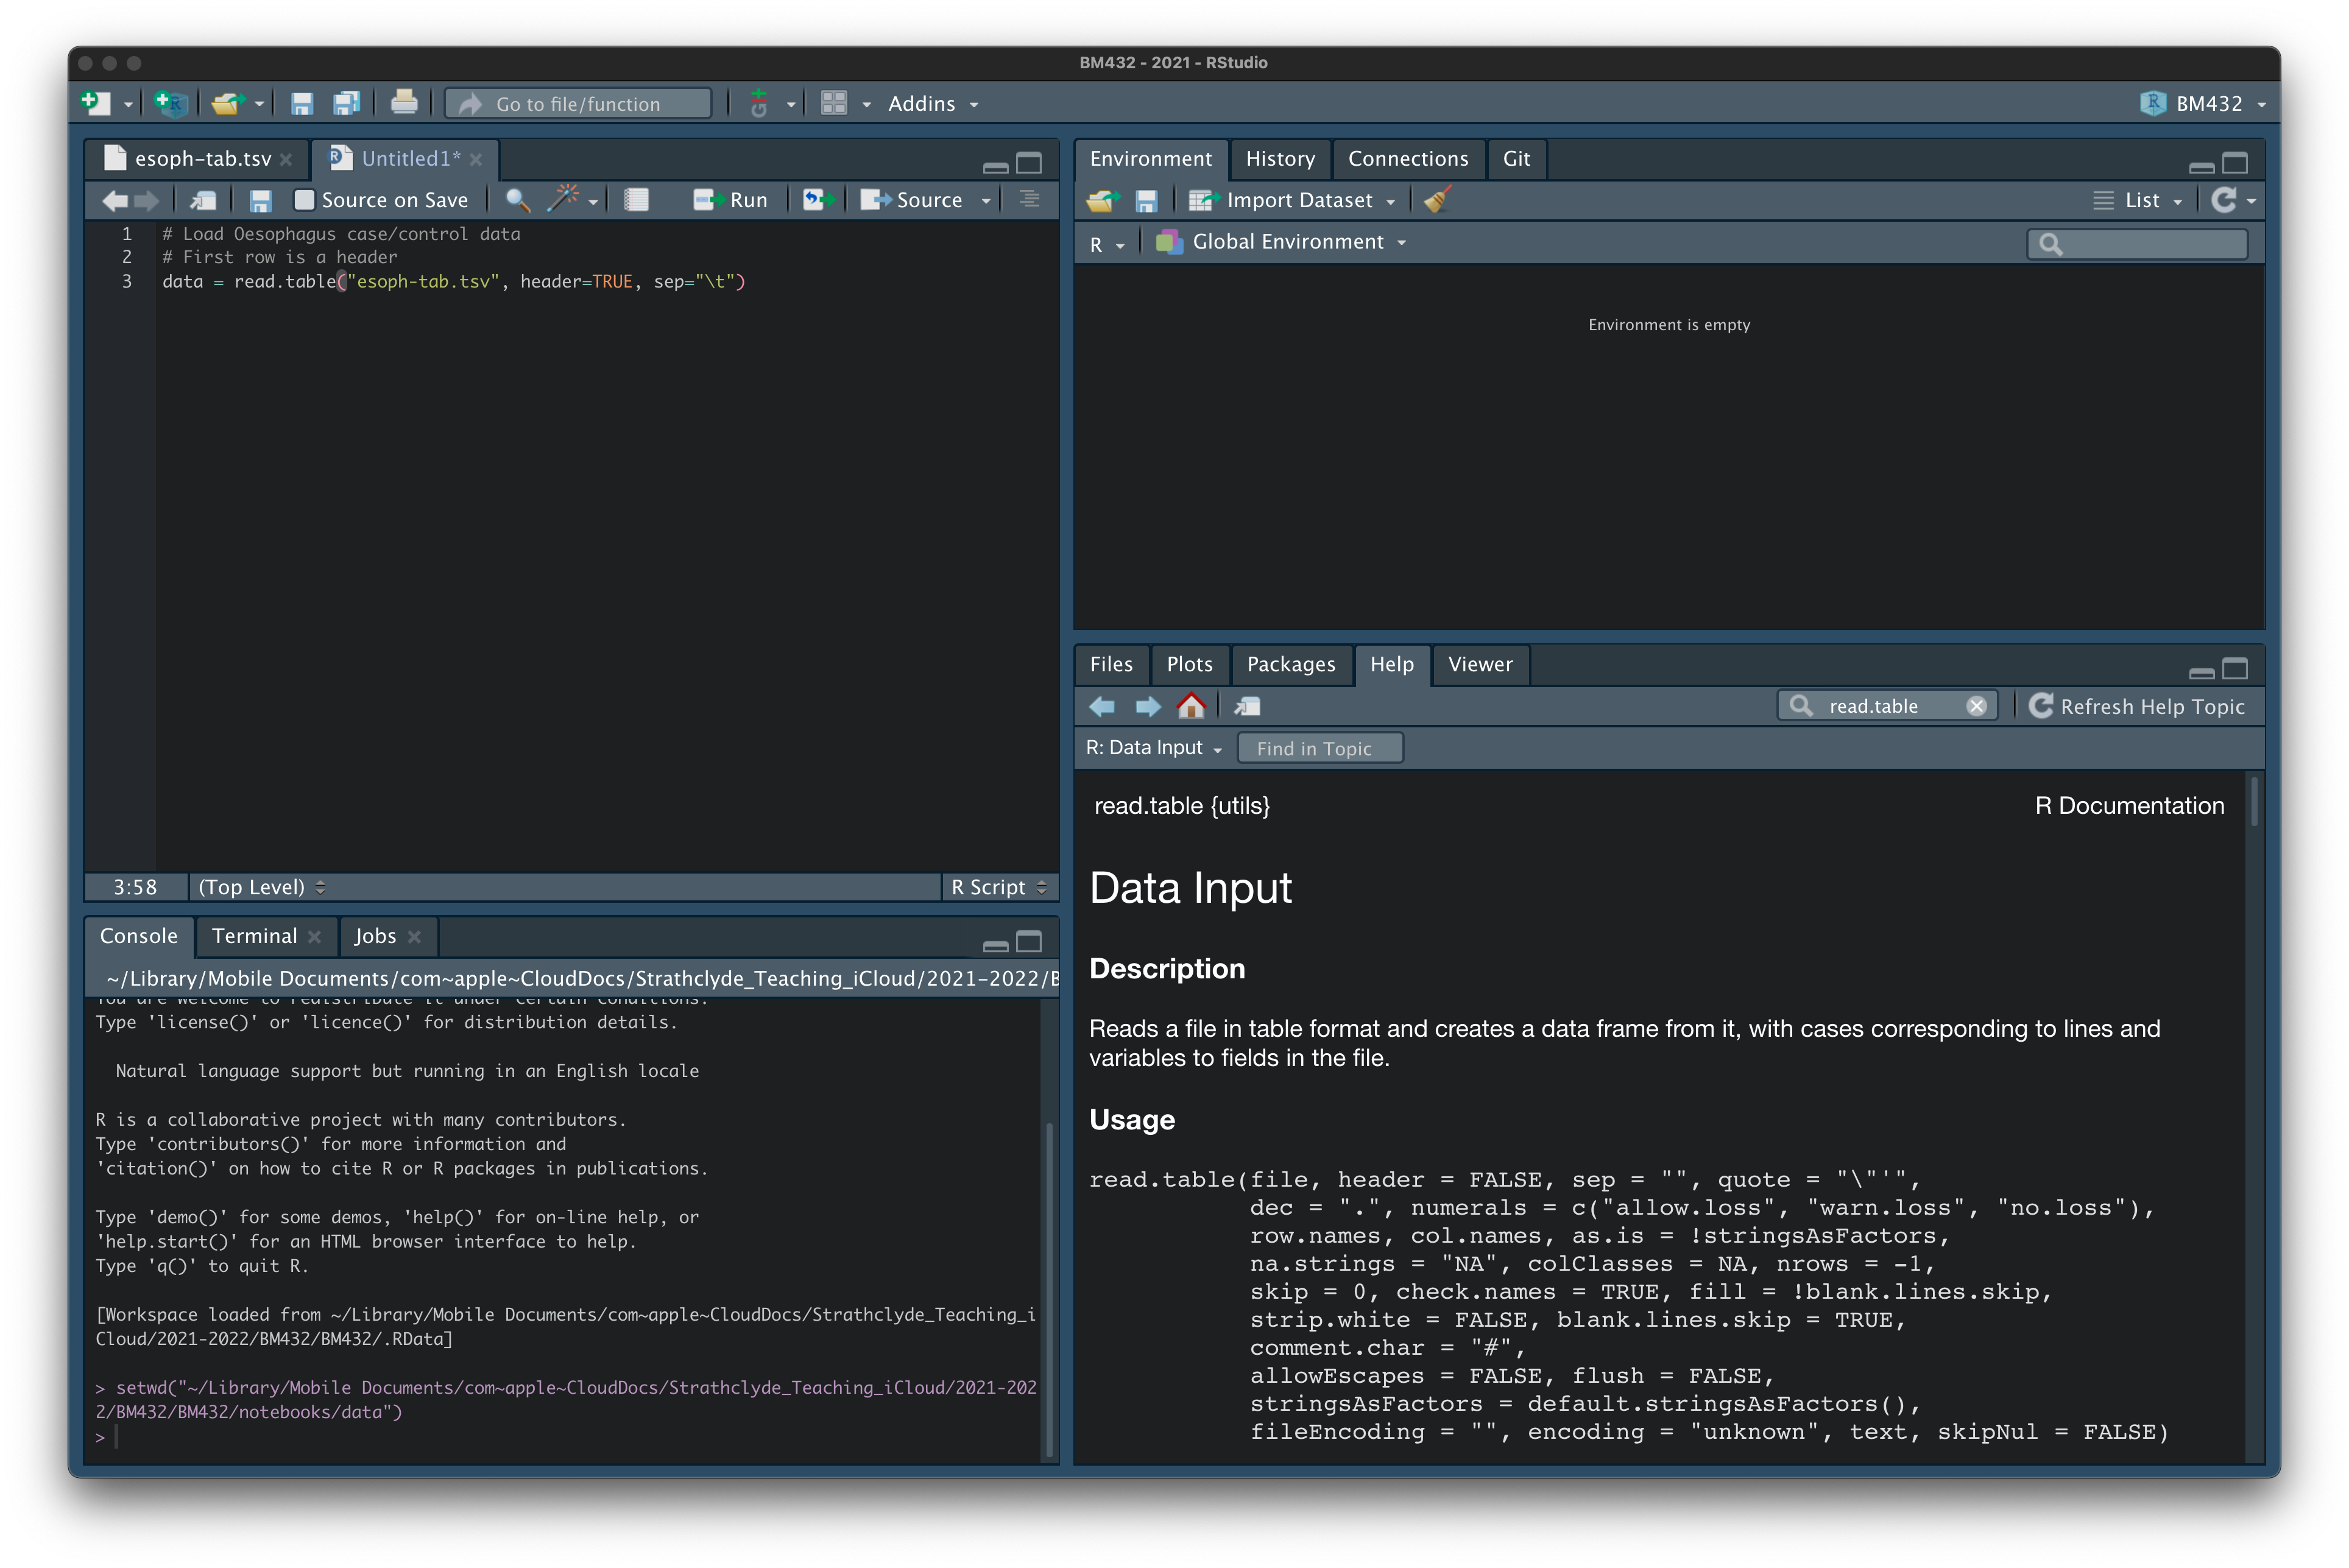 BM432 - 2021 - RStudio
Go to file/function
Addins
BM432
esoph-tab.tsv
Untitled1*
Source on Save
Run
Source
1 # Load Oesophagus case/control data
2 # First row is a header
3 data = read.table("esoph-tab.tsv", header=TRUE, sep="\t")
3:58
(Top Level)
R Script
Console
Terminal
Jobs
~/Library/Mobile Documents/com~apple~CloudDocs/Strathclyde_Teaching_iCloud/2021-2022/B
You are welcome to redistribute it under certain conditions.
Type 'license()' or 'licence()' for distribution details.
Natural language support but running in an English locale
R is a collaborative project with many contributors.
Type 'contributors()' for more information and
'citation()' on how to cite R or R packages in publications.
Type 'demo()' for some demos, 'help()' for on-line help, or
'help.start()' for an HTML browser interface to help.
Type 'q()' to quit R.
[Workspace loaded from ~/Library/Mobile Documents/com~apple~CloudDocs/Strathclyde_Teaching_i
Cloud/2021-2022/BM432/BM432/.RData]
> setwd("~/Library/Mobile Documents/com~apple~CloudDocs/Strathclyde_Teaching_iCloud/2021-202
2/BM432/BM432/notebooks/data")
>
Environment
History
Connections
Git
Import Dataset
List
R
Global Environment
Environment is empty
Files
Plots
Packages
Help
Viewer
read.table
Refresh Help Topic
R: Data Input
Find in Topic
read.table {utils}
R Documentation
Data Input
Description
Reads a file in table format and creates a data frame from it, with cases corresponding to lines and
variables to fields in the file.
Usage
read.table(file, header = FALSE, sep = "", quote = "\"'",
dec = ".", numerals = c("allow.loss", "warn.loss", "no.loss"),
row.names, col.names, as.is = !stringsAsFactors,
na.strings = "NA", colClasses = NA, nrows = -1,
skip = 0, check.names = TRUE, fill = !blank.lines.skip,
strip.white = FALSE, blank.lines.skip = TRUE,
comment.char = "#",
allowEscapes = FALSE, flush = FALSE,
stringsAsFactors = default.stringsAsFactors(),
fileEncoding = "", encoding = "unknown", text, skipNul = FALSE)